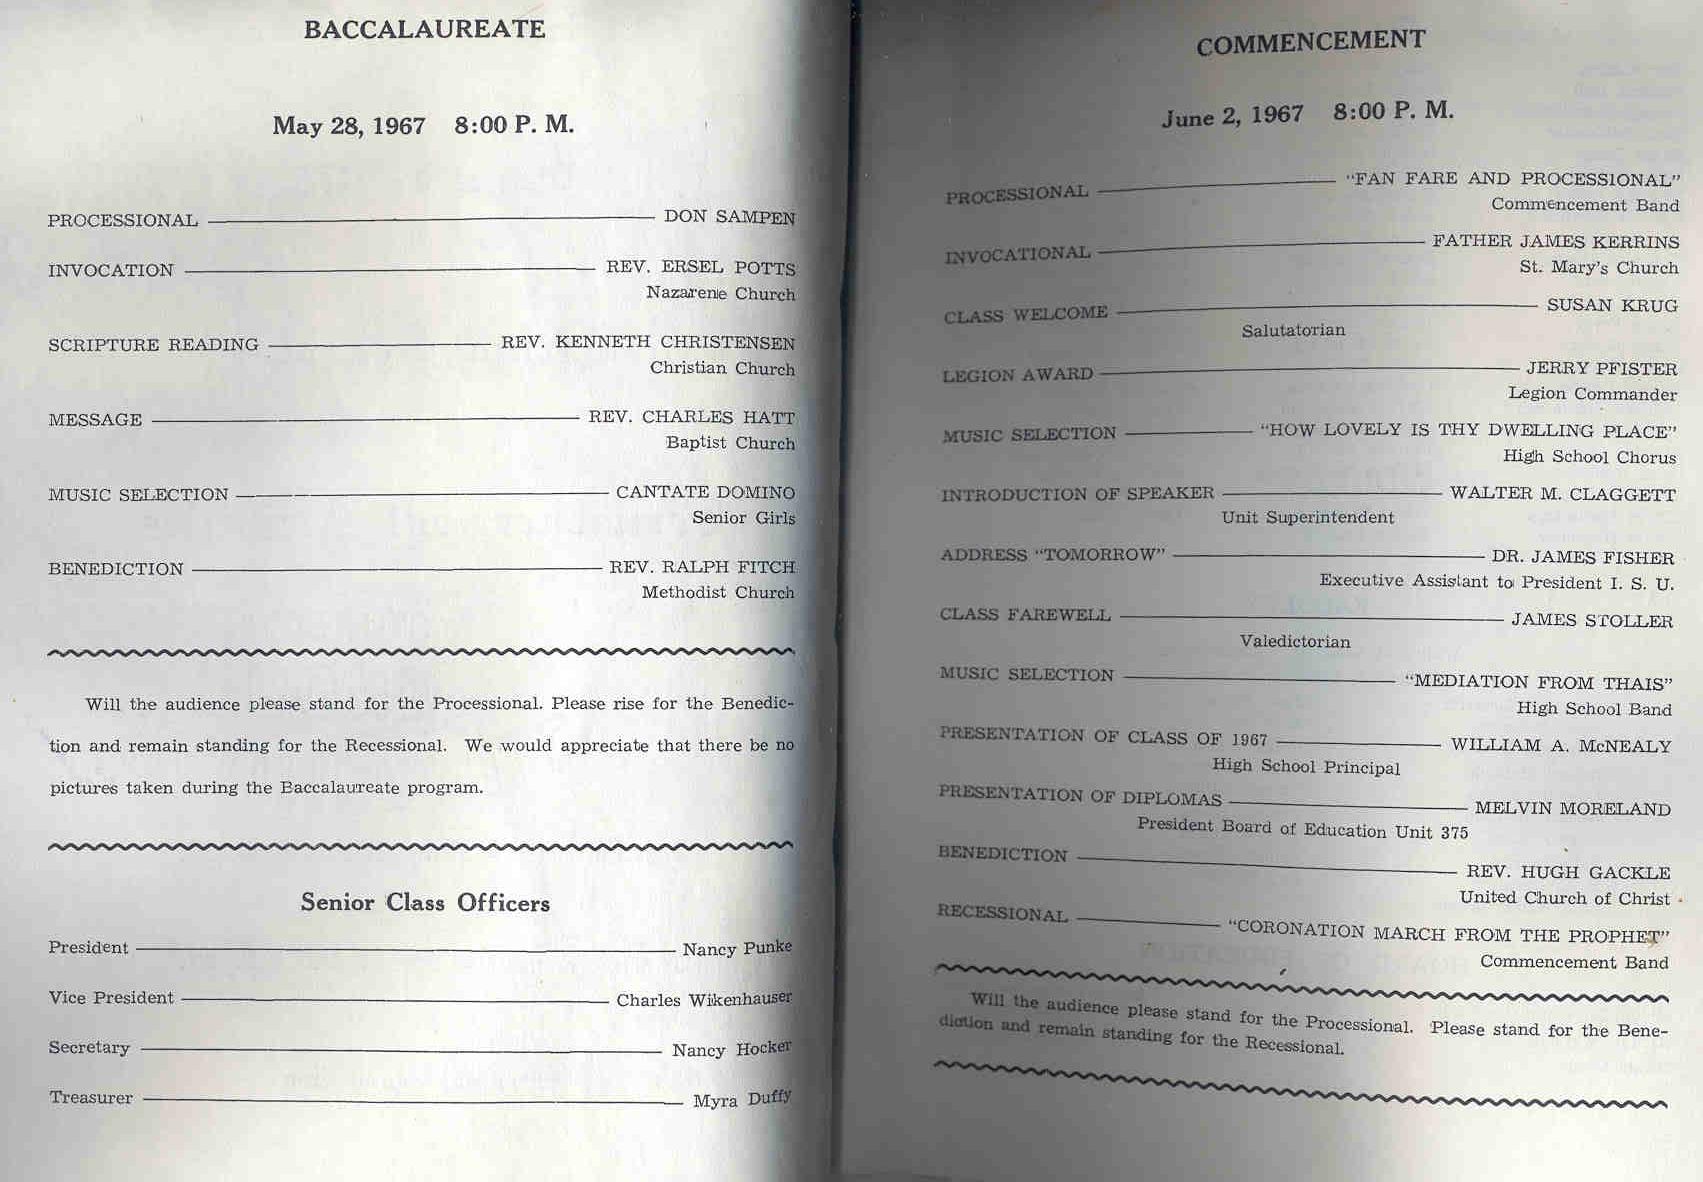 BACCALAUREATE
May 28, 1967 8:00 P. M.
PROCESSIONAL DON SAMPEN
INVOCATION REV. ERSEL POTTS
Nazarene Church
SCRIPTURE READING REV. KENNETH CHRISTENSEN
Christian Church
MESSAGE REV. CHARLES HATT
Baptist Church
MUSIC SELECTION CANTATE DOMINO
Senior Girls
BENEDICTION REV. RALPH FITCH
Methodist Church
Will the audience please stand for the Processional. Please rise for the Benedic-
tion and remain standing for the Recessional. We would appreciate that there be no
pictures taken during the Baccalaureate program.
Senior Class Officers
President Nancy Punke
Vice President Charles Wikenhauser
Secretary Nancy Hocker
Treasurer Myra Duffy
COMMENCEMENT
June 2, 1967 8:00 P. M.
PROCESSIONAL "FAN FARE AND PROCESSIONAL"
Commencement Band
INVOCATIONAL FATHER JAMES KERRINS
St. Mary's Church
CLASS WELCOME SUSAN KRUG
Salutatorian
LEGION AWARD JERRY PFISTER
Legion Commander
MUSIC SELECTION "HOW LOVELY IS THY DWELLING PLACE"
High School Chorus
INTRODUCTION OF SPEAKER WALTER M. CLAGGETT
Unit Superintendent
ADDRESS "TOMORROW" DR. JAMES FISHER
Executive Assistant to President I. S. U.
CLASS FAREWELL JAMES STOLLER
Valedictorian
MUSIC SELECTION "MEDIATION FROM THAIS"
High School Band
PRESENTATION OF CLASS OF 1967 WILLIAM A. McNEALY
High School Principal
PRESENTATION OF DIPLOMAS MELVIN MORELAND
President Board of Education Unit 375
BENEDICTION REV. HUGH GACKLE
United Church of Christ
RECESSIONAL "CORONATION MARCH FROM THE PROPHET"
Commencement Band
Will the audience please stand for the Processional. Please stand for the Bene-
diction and remain standing for the Recessional.